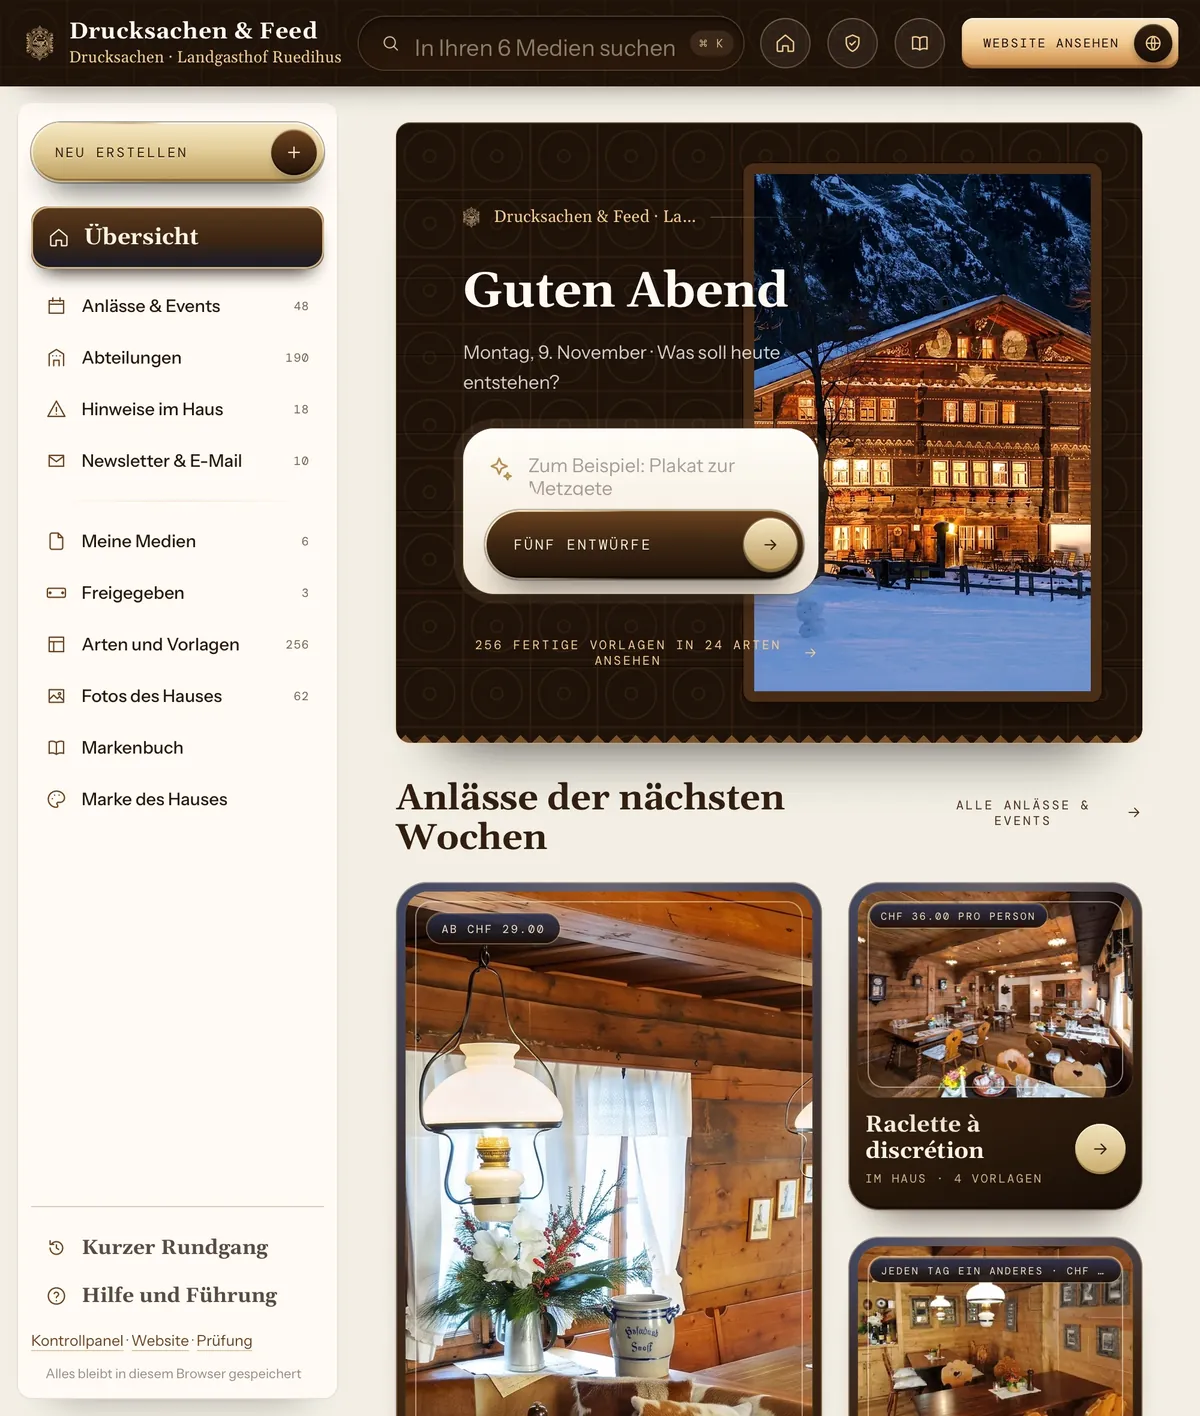 Drucksachen & Feed
Drucksachen · Landgasthof Ruedihus
In Ihren 6 Medien suchen
⌘ K
WEBSITE ANSEHEN
NEU ERSTELLEN
Übersicht
Anlässe & Events 48
Abteilungen 190
Hinweise im Haus 18
Newsletter & E-Mail 10
Meine Medien 6
Freigegeben 3
Arten und Vorlagen 256
Fotos des Hauses 62
Markenbuch
Marke des Hauses
Kurzer Rundgang
Hilfe und Führung
Kontrollpanel · Website · Prüfung
Alles bleibt in diesem Browser gespeichert
Drucksachen & Feed · La…
Guten Abend
Montag, 9. November · Was soll heute
entstehen?
Zum Beispiel: Plakat zur
Metzgete
FÜNF ENTWÜRFE
256 FERTIGE VORLAGEN IN 24 ARTEN
ANSEHEN
Anlässe der nächsten
Wochen
ALLE ANLÄSSE &
EVENTS
AB CHF 29.00
CHF 36.00 PRO PERSON
Raclette à
discrétion
IM HAUS · 4 VORLAGEN
JEDEN TAG EIN ANDERES · CHF …